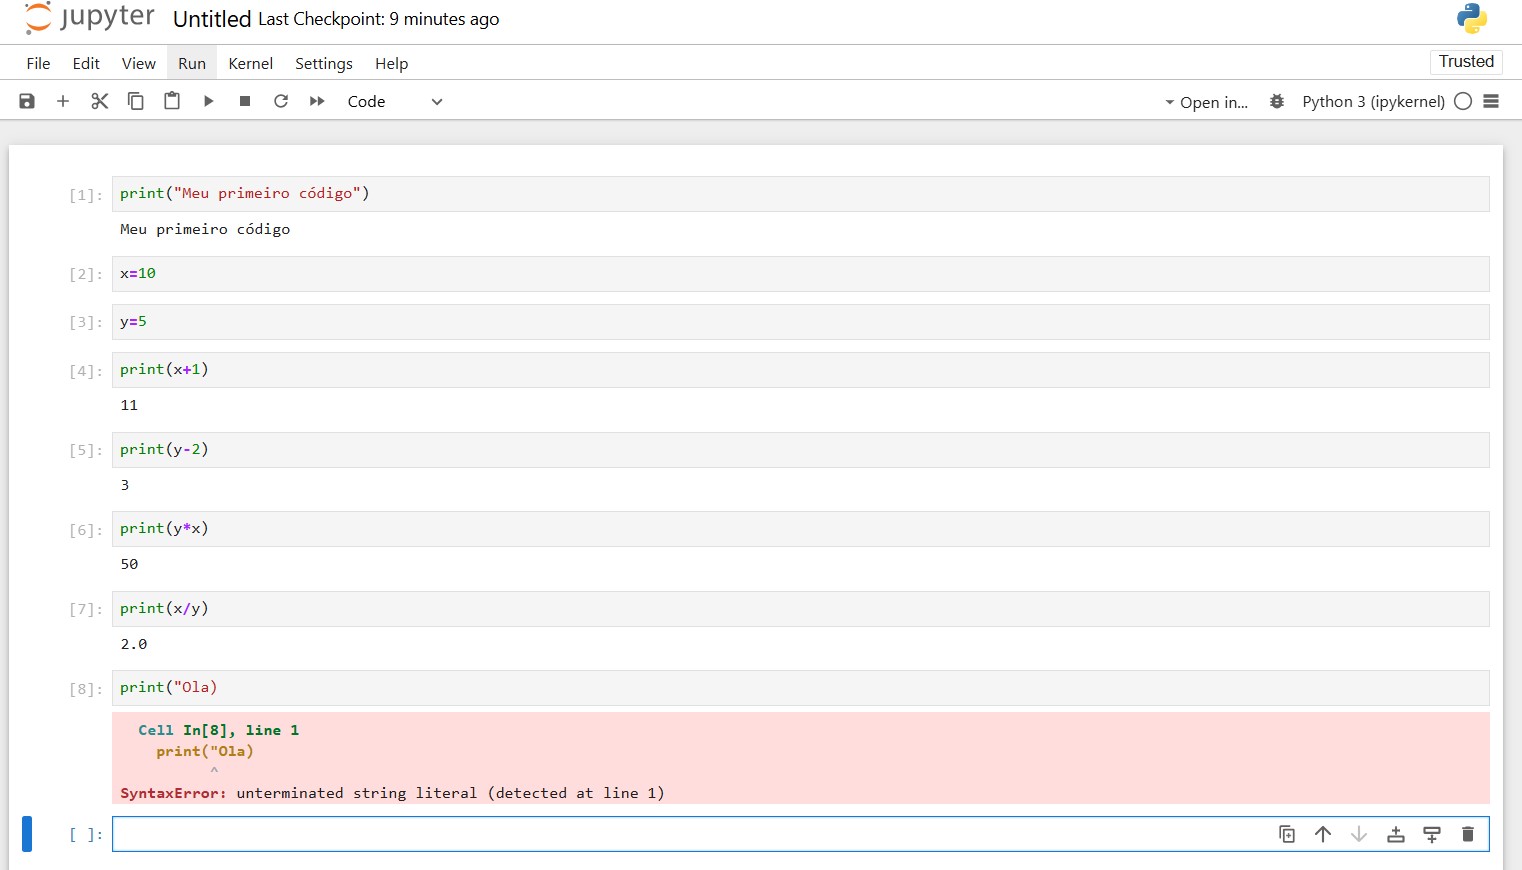 jupyter Untitled Last Checkpoint: 9 minutes ago
File Edit View Run Kernel Settings Help
Trusted
Code Open in... Python 3 (ipykernel)
[1]: print("Meu primeiro código")
Meu primeiro código
[2]: x=10
[3]: y=5
[4]: print(x+1)
11
[5]: print(y-2)
3
[6]: print(y*x)
50
[7]: print(x/y)
2.0
[8]: print("Ola)
Cell In[8], line 1
print("Ola)
^
SyntaxError: unterminated string literal (detected at line 1)
[ ]: